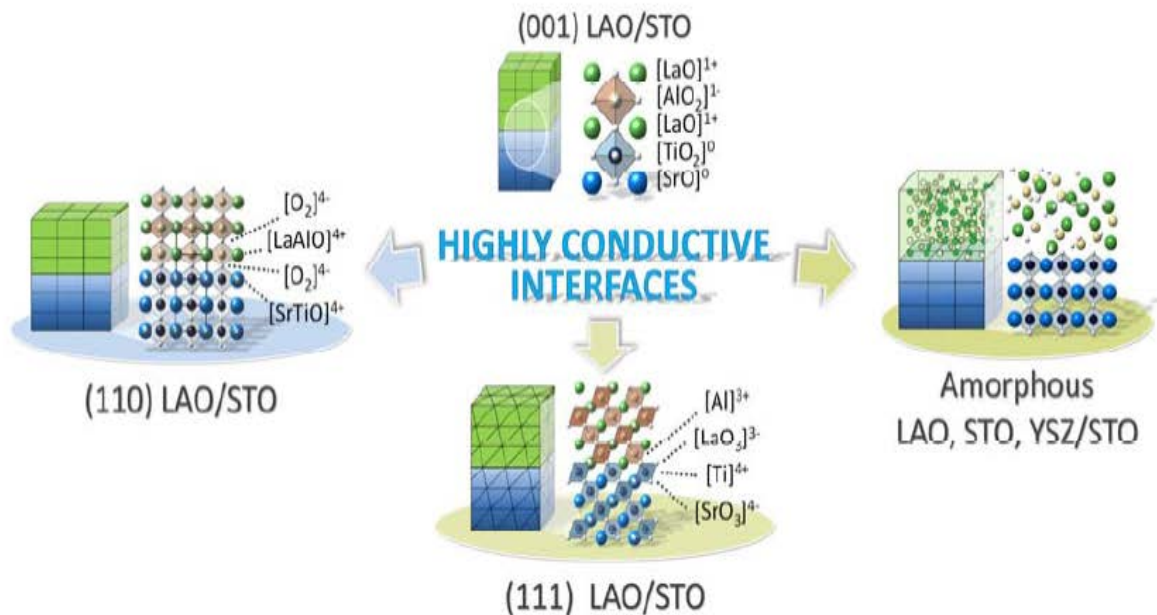 (001) LAO/STO
[LaO]¹⁺
[AlO₂]¹⁻
[LaO]¹⁺
[TiO₂]⁰
[SrO]⁰
HIGHLY CONDUCTIVE
INTERFACES
[O₂]⁴⁻
[LaAlO]⁴⁺
[O₂]⁴⁻
[SrTiO]⁴⁺
(110) LAO/STO
[Al]³⁺
[LaO₃]³⁻
[Ti]⁴⁺
[SrO₃]⁴⁻
(111) LAO/STO
Amorphous
LAO, STO, YSZ/STO